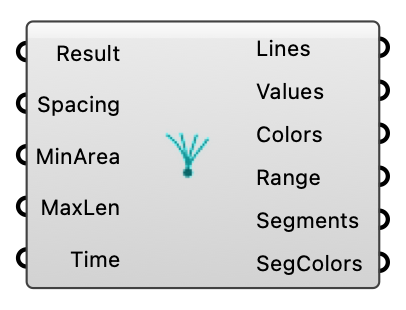 Result
Spacing
MinArea
MaxLen
Time
Lines
Values
Colors
Range
Segments
SegColors